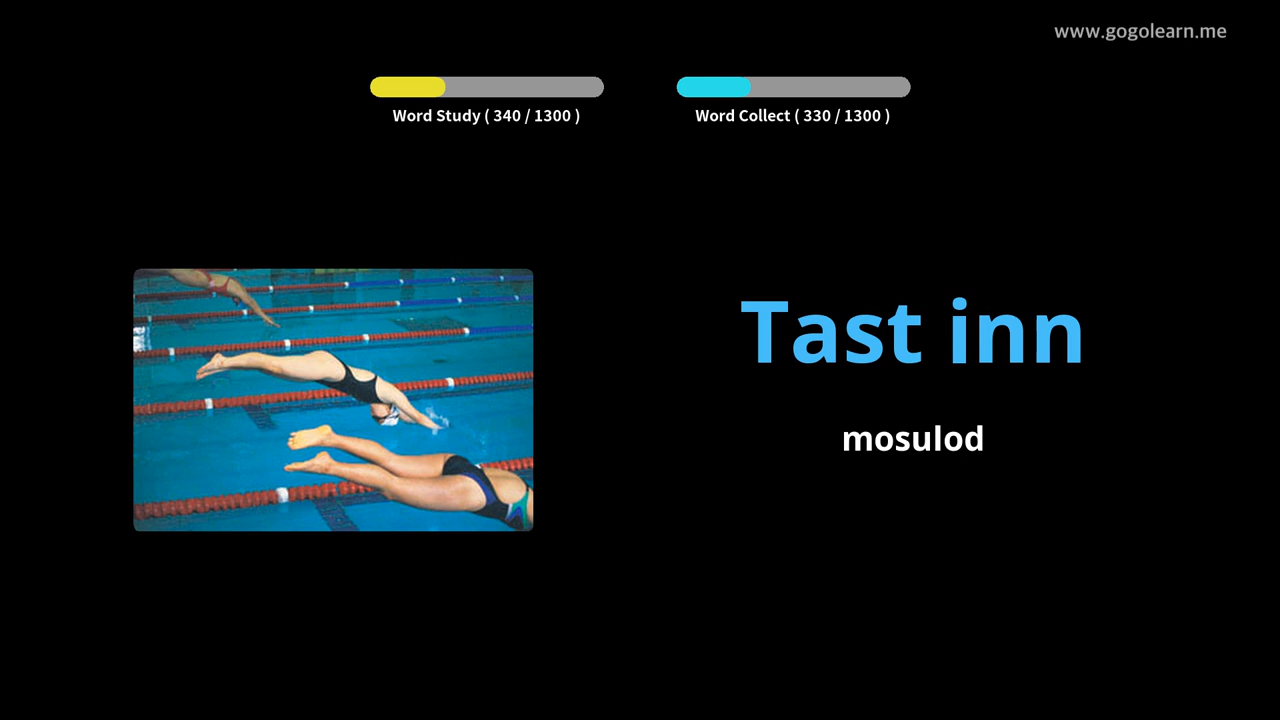 www.gogolearn.me
Word Study ( 340 / 1300 )
Word Collect ( 330 / 1300 )
Tast inn
mosulod